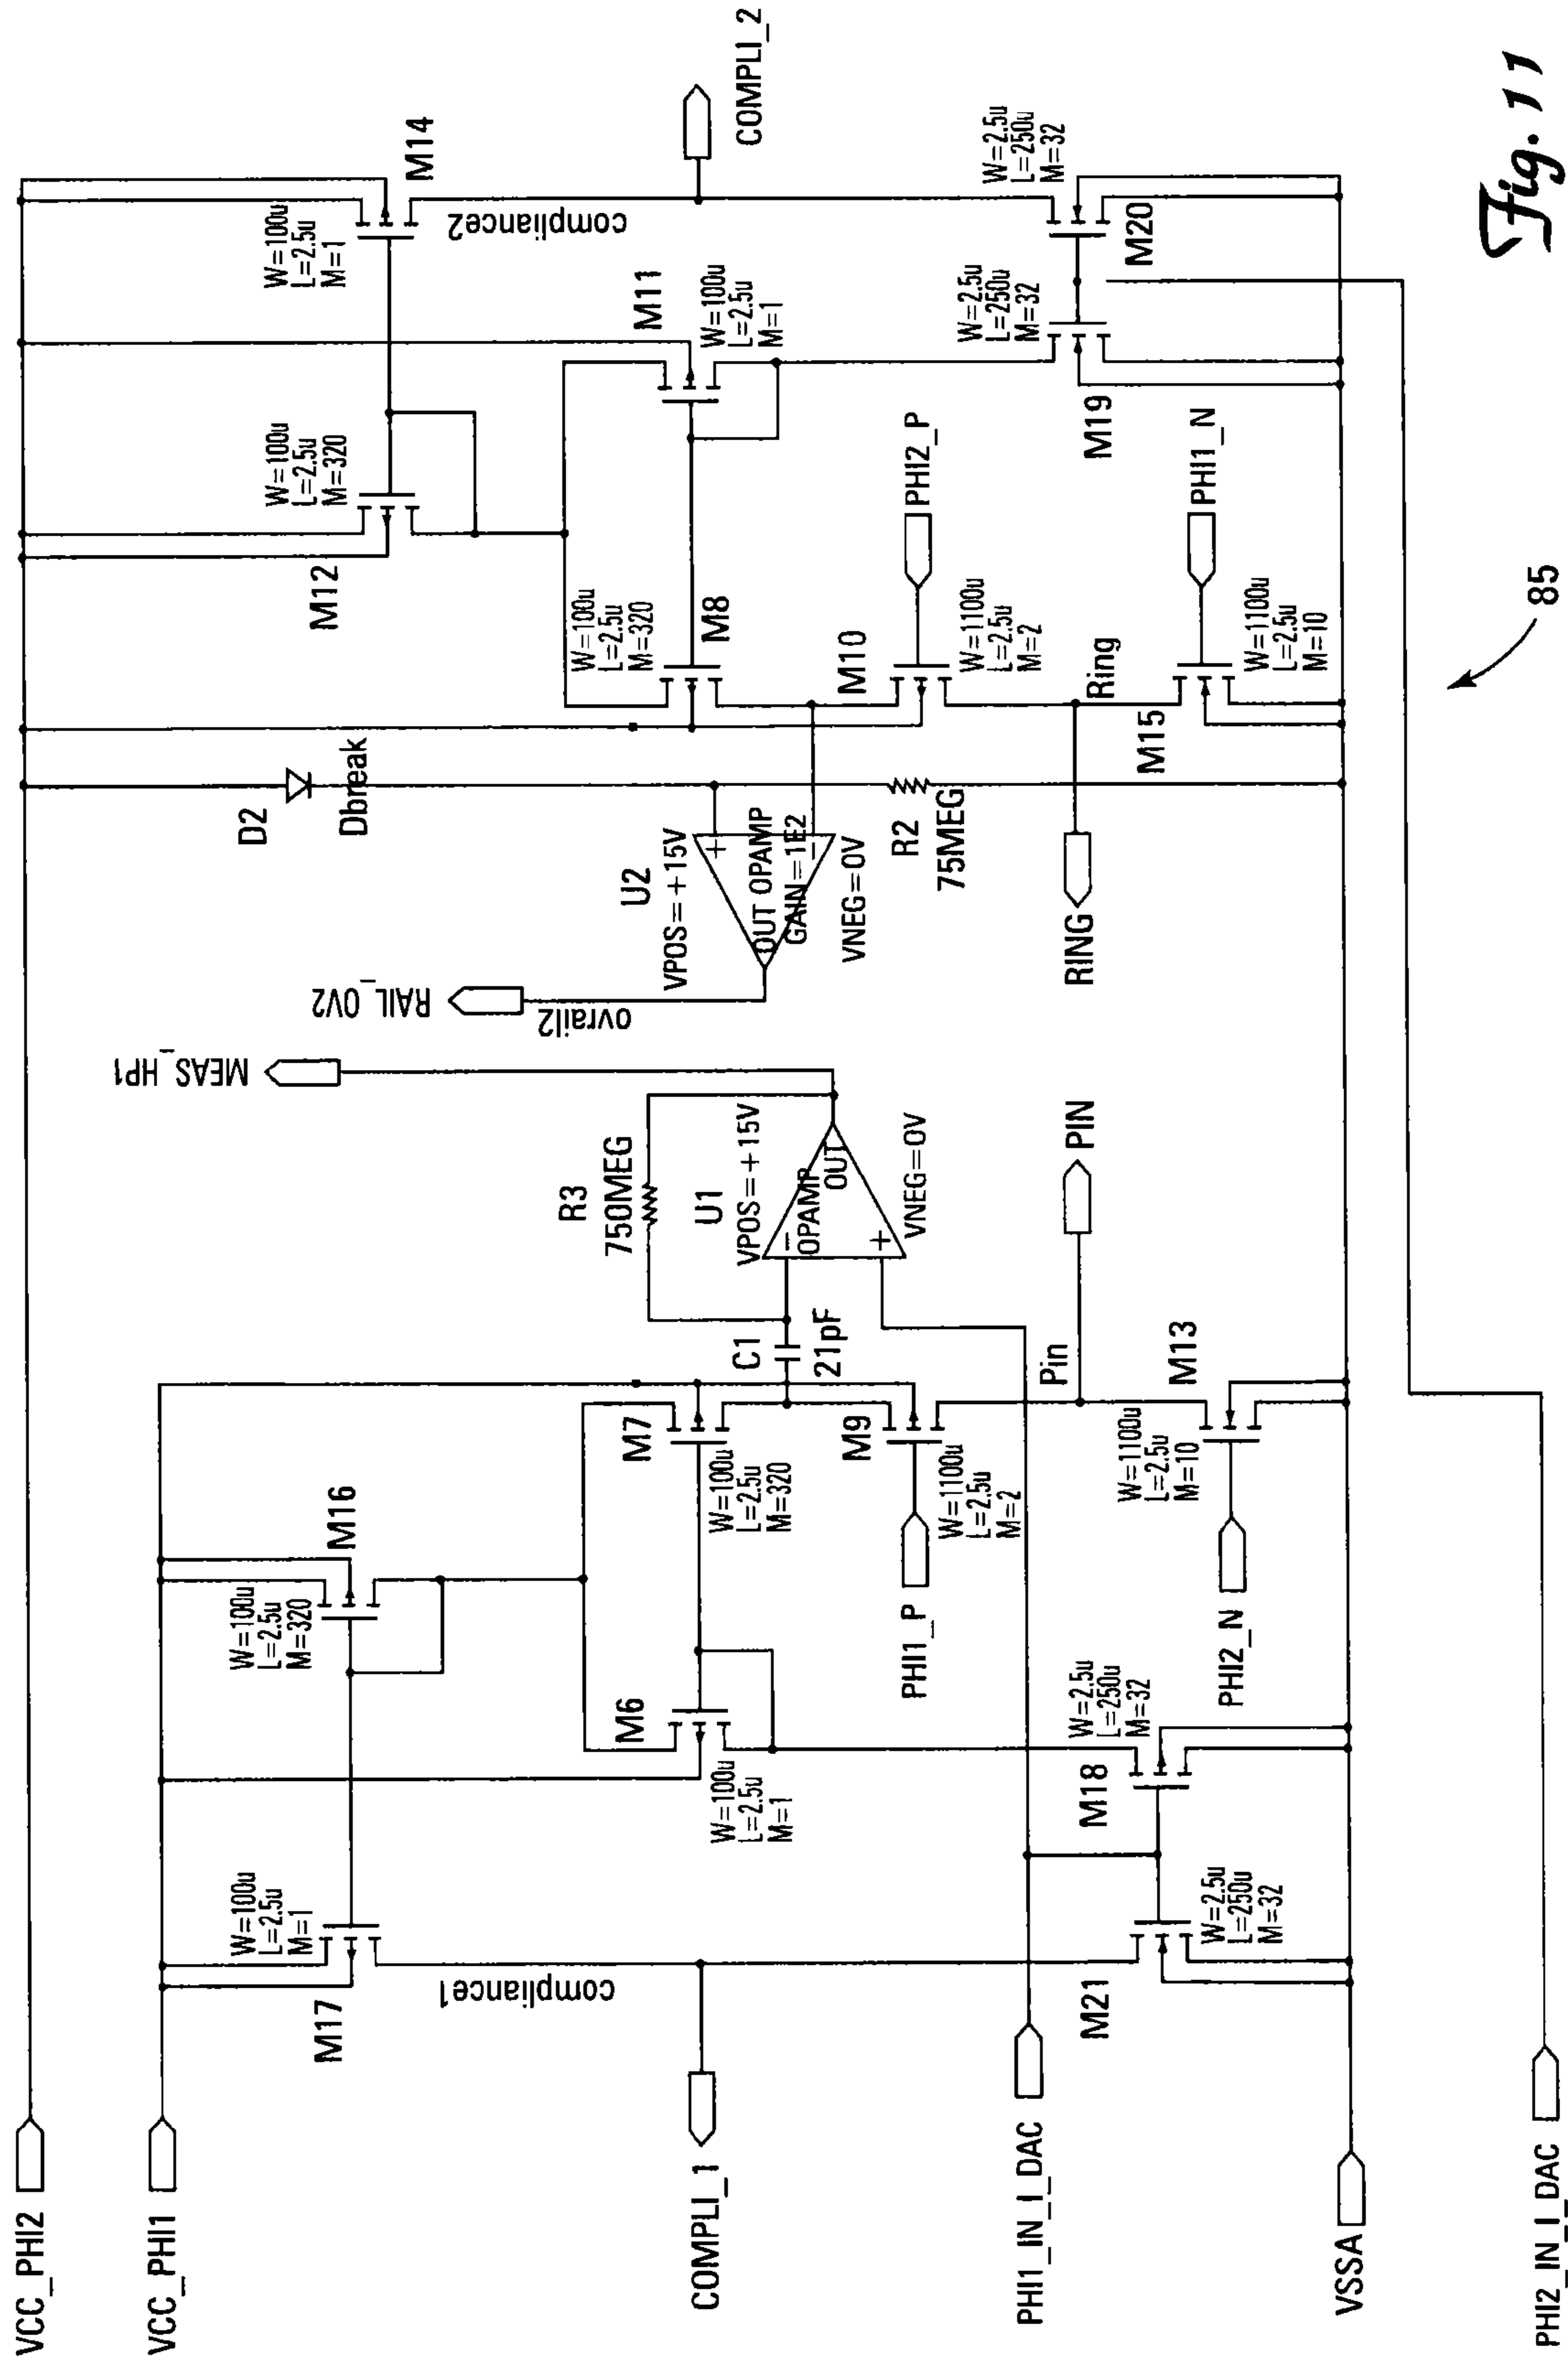 VCC_PHI2
VCC_PHI1
COMPLI_1
PHI1_IN_I_DAC
VSSA
PHI2_IN_I_DAC
M17
W=100u
L=2.5u
M=1
compliance1
M21
W=2.5u
L=250u
M=32
M16
W=100u
L=2.5u
M=320
M6
W=100u
L=2.5u
M=1
M18
W=2.5u
L=250u
M=32
M7
W=100u
L=2.5u
M=320
M9
W=1100u
L=2.5u
M=2
PHI1_P
PHI2_N
M13
W=1100u
L=2.5u
M=10
Pin
PIN
C1
21pF
R3
750MEG
U1
VPOS=+15V
OPAMP
OUT
VNEG=0V
−
+
MEAS_HP1
RAIL_OV2
ovrail2
U2
VPOS=+15V
OUT OPAMP
GAIN=1E2
VNEG=0V
+
−
D2
Dbreak
R2
75MEG
RING
Ring
M12
W=100u
L=2.5u
M=320
M8
W=100u
L=2.5u
M=320
M10
W=1100u
L=2.5u
M=2
PHI2_P
M15
W=1100u
L=2.5u
M=10
PHI1_N
M14
W=100u
L=2.5u
M=1
M11
W=100u
L=2.5u
M=1
compliance2
COMPLI_2
M19
W=2.5u
L=250u
M=32
M20
W=2.5u
L=250u
M=32
85
Fig. 11